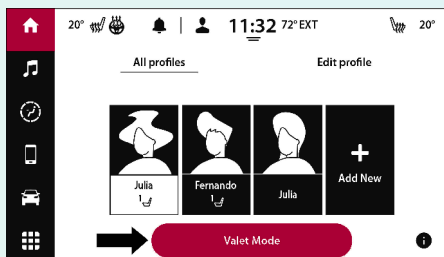 20° 11:32 72° EXT 20°
All profiles Edit profile
Julia Fernando Julia Add New
1 1
Valet Mode